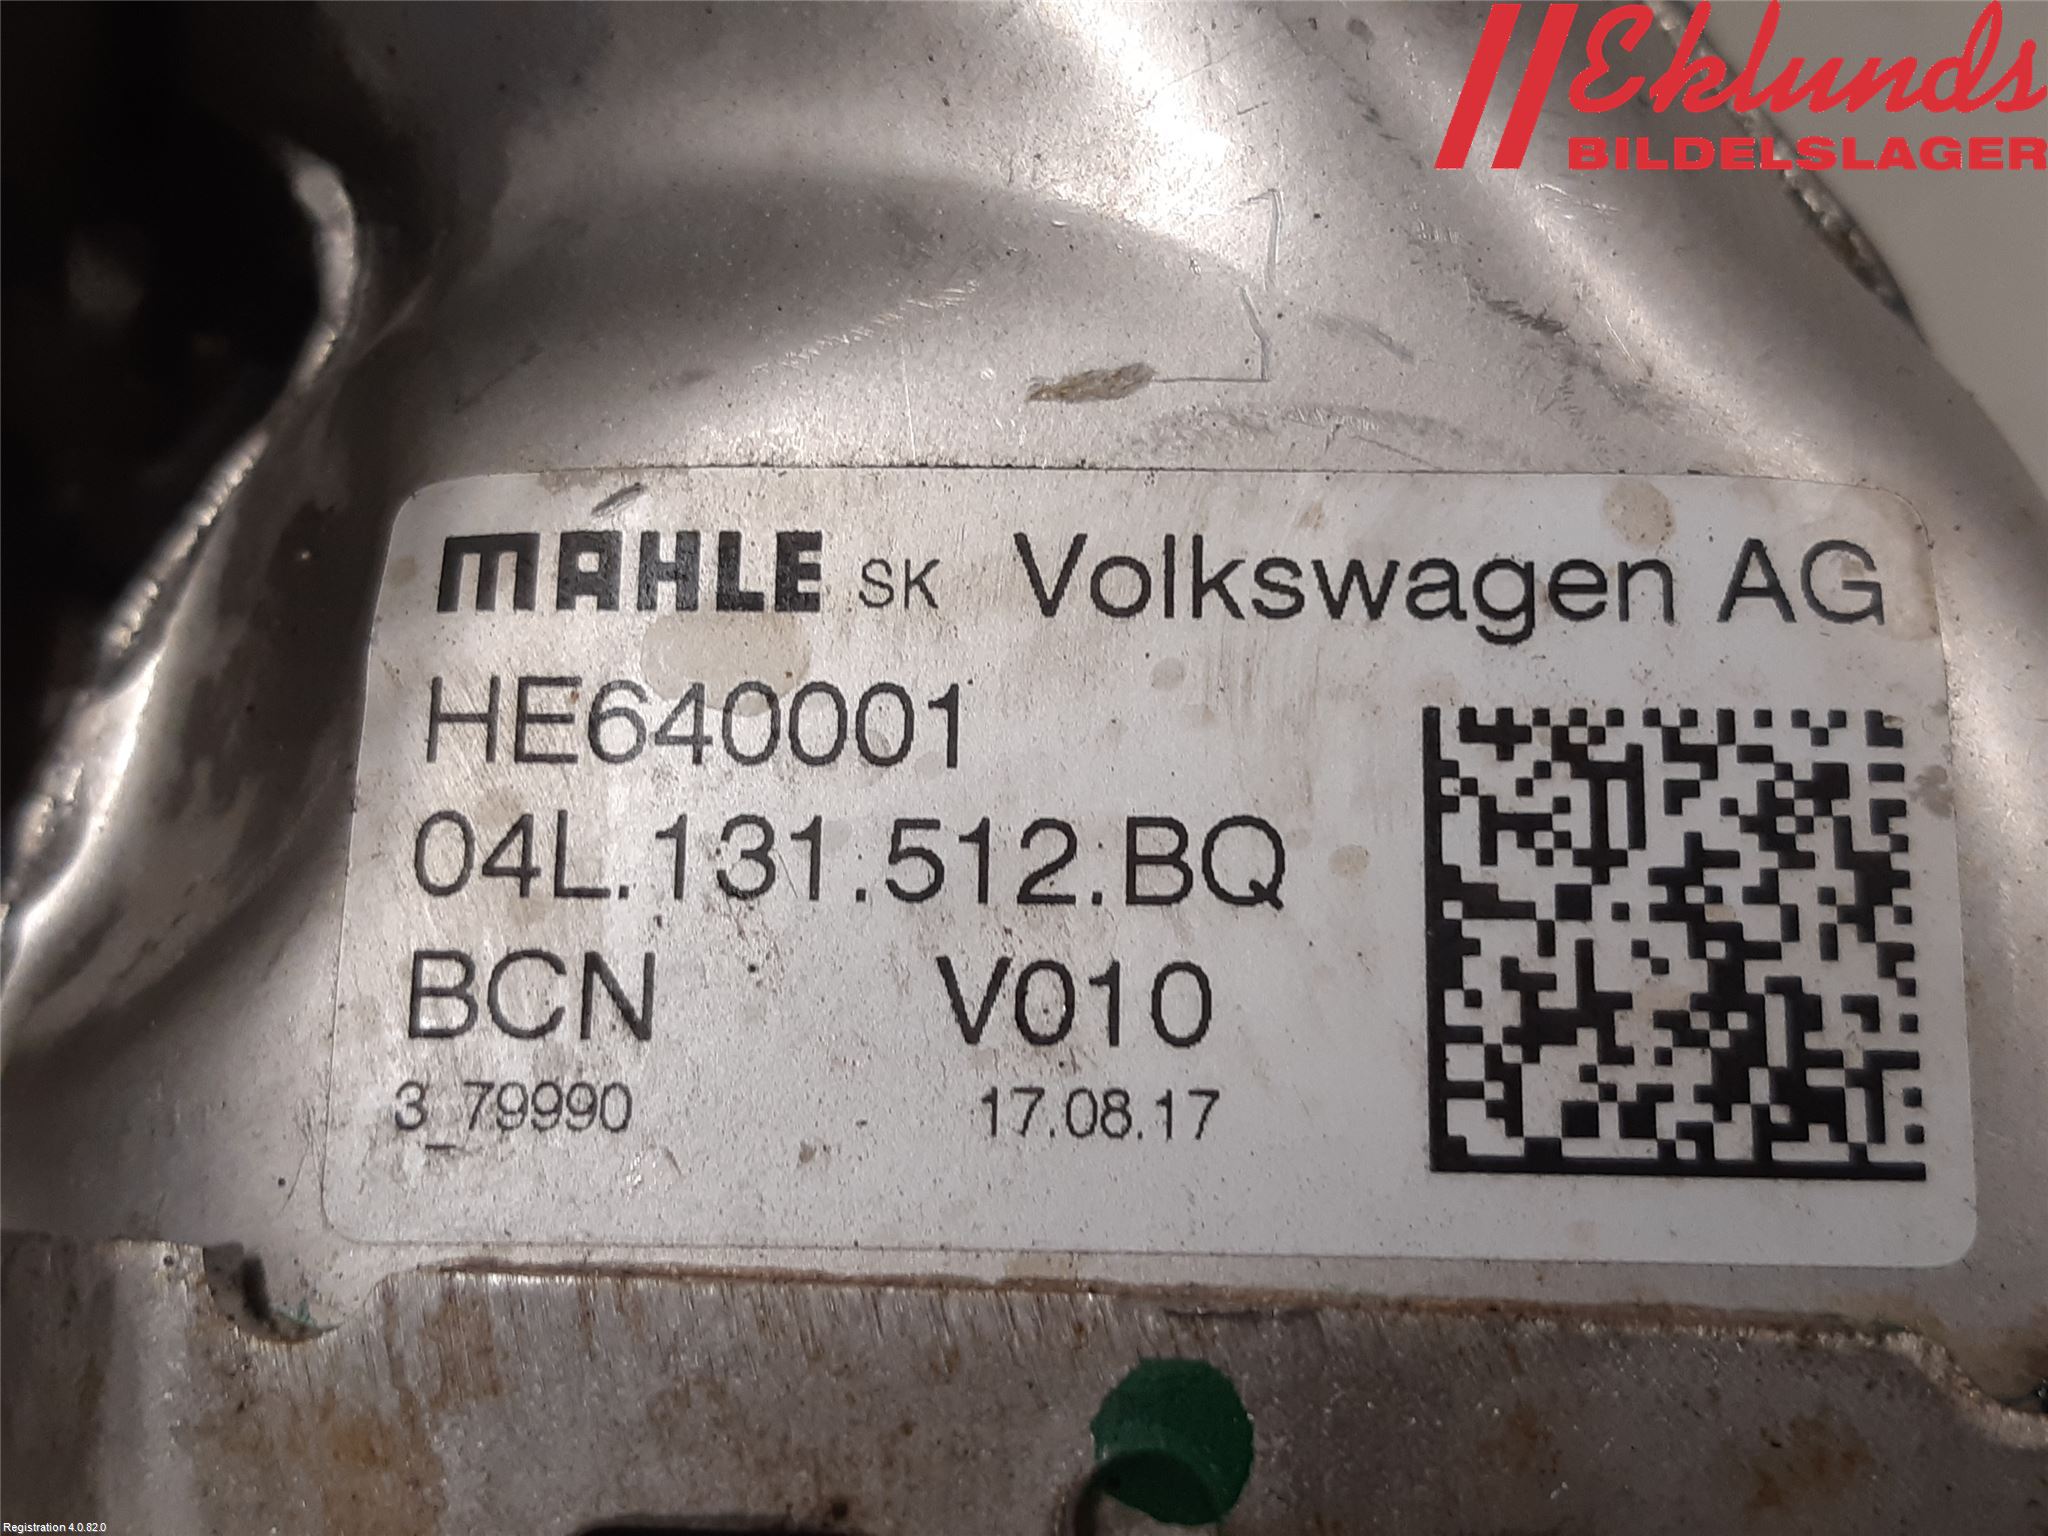 Eklunds
BILDELSLAGER
MAHLE SK Volkswagen AG
HE640001
04L.131.512.BQ
BCN V010
3_79990 17.08.17
Registration 4.0.82.0